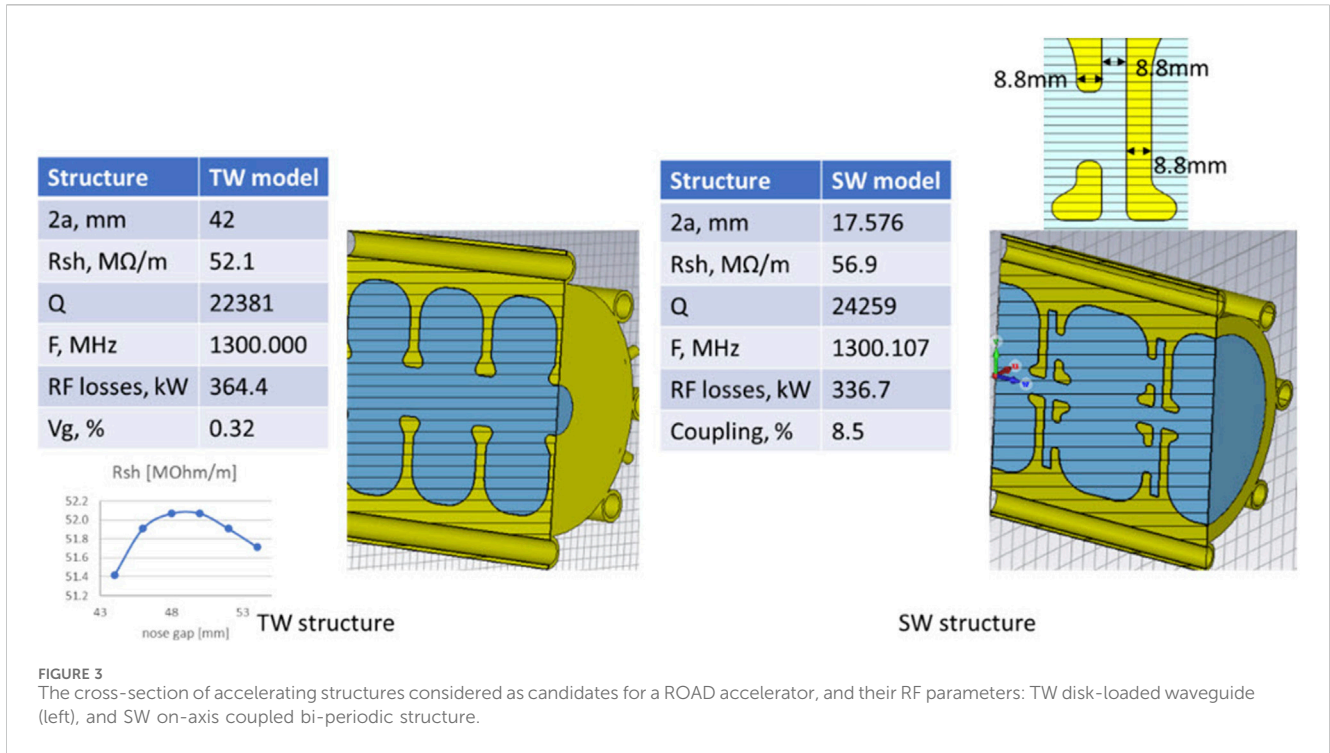 8.8mm
8.8mm
8.8mm
Structure TW model
2a, mm 42
Rsh, MΩ/m 52.1
Q 22381
F, MHz 1300.000
RF losses, kW 364.4
Vg, % 0.32
Structure SW model
2a, mm 17.576
Rsh, MΩ/m 56.9
Q 24259
F, MHz 1300.107
RF losses, kW 336.7
Coupling, % 8.5
Rsh [MOhm/m]
52.2
52.0
51.8
51.6
51.4
51.2
43 48 53
nose gap [mm]
TW structure
SW structure
FIGURE 3
The cross-section of accelerating structures considered as candidates for a ROAD accelerator, and their RF parameters: TW disk-loaded waveguide
(left), and SW on-axis coupled bi-periodic structure.